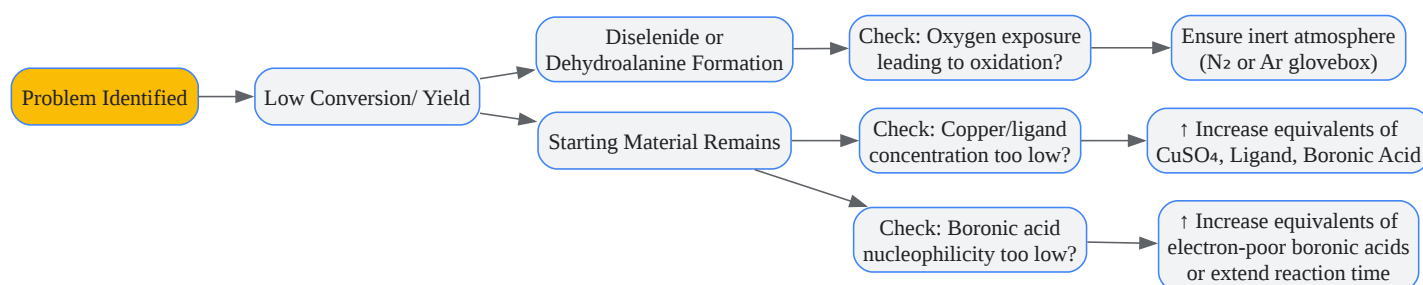 Problem Identified
Low Conversion/ Yield
Diselenide or
Dehydroalanine Formation
Check: Oxygen exposure
leading to oxidation?
Ensure inert atmosphere
(N₂ or Ar glovebox)
Starting Material Remains
Check: Copper/ligand
concentration too low?
↑ Increase equivalents of
CuSO₄, Ligand, Boronic Acid
Check: Boronic acid
nucleophilicity too low?
↑ Increase equivalents of
electron-poor boronic acids
or extend reaction time